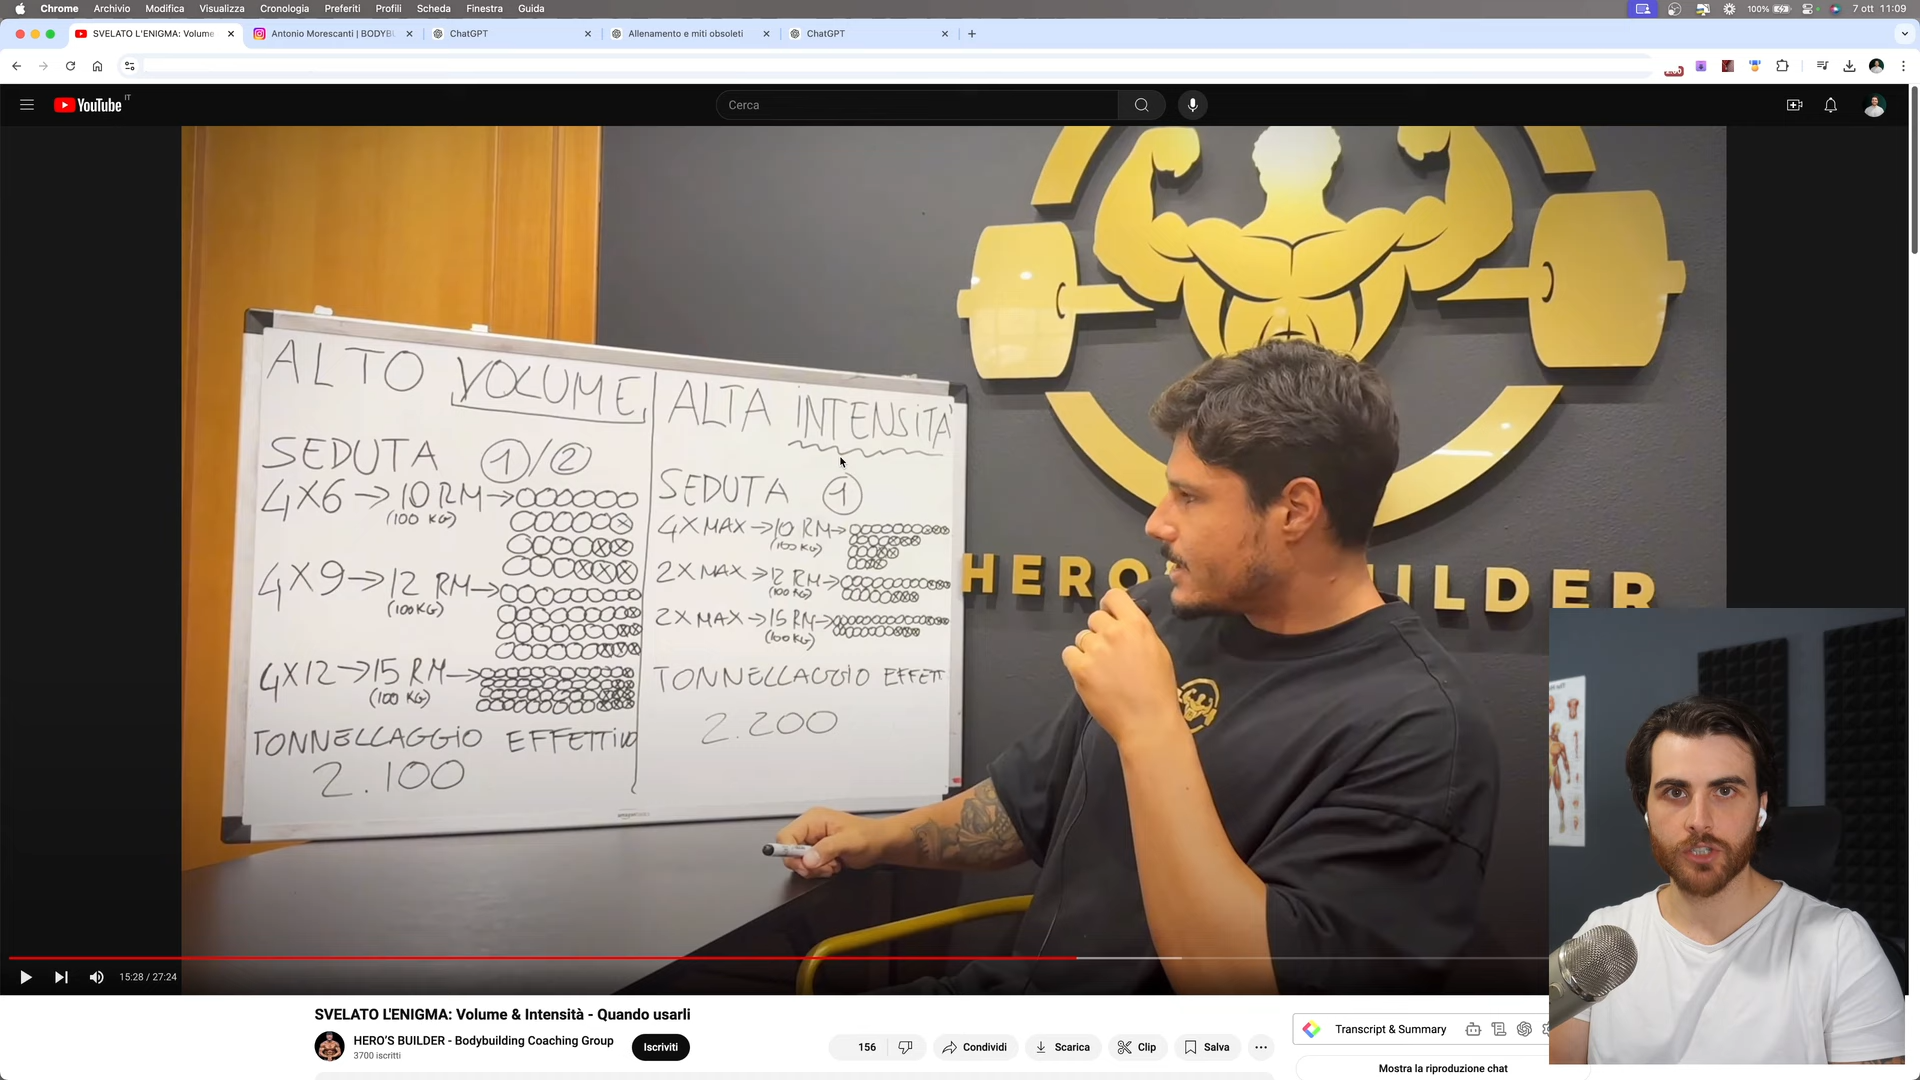 Chrome Archivio Modifica Visualizza Cronologia Preferiti Profili Scheda Finestra Guida 100% 7 ott 11:09
SVELATO L'ENIGMA: Volume
Antonio Morescanti | BODYBU
ChatGPT
Allenamento e miti obsoleti
ChatGPT
YouTube IT
Cerca
ALTO VOLUME
SEDUTA 1/2
4X6 → 10 RM →
(100 KG)
4X9 → 12 RM →
(100KG)
4X12 → 15 RM →
(100 KG)
TONNELLAGGIO EFFETTIVO
2.100
ALTA INTENSITÀ
SEDUTA 1
4X MAX → 10 RM →
(100 KG)
2X MAX → 12 RM →
(100 KG)
2X MAX → 15 RM →
(100 KG)
TONNELLAGGIO EFFETT
2.200
HERO UILDER
15:28 / 27:24
SVELATO L'ENIGMA: Volume & Intensità - Quando usarli
HERO'S BUILDER - Bodybuilding Coaching Group
3700 iscritti
Iscriviti
156
Condividi
Scarica
Clip
Salva
Transcript & Summary
Mostra la riproduzione chat